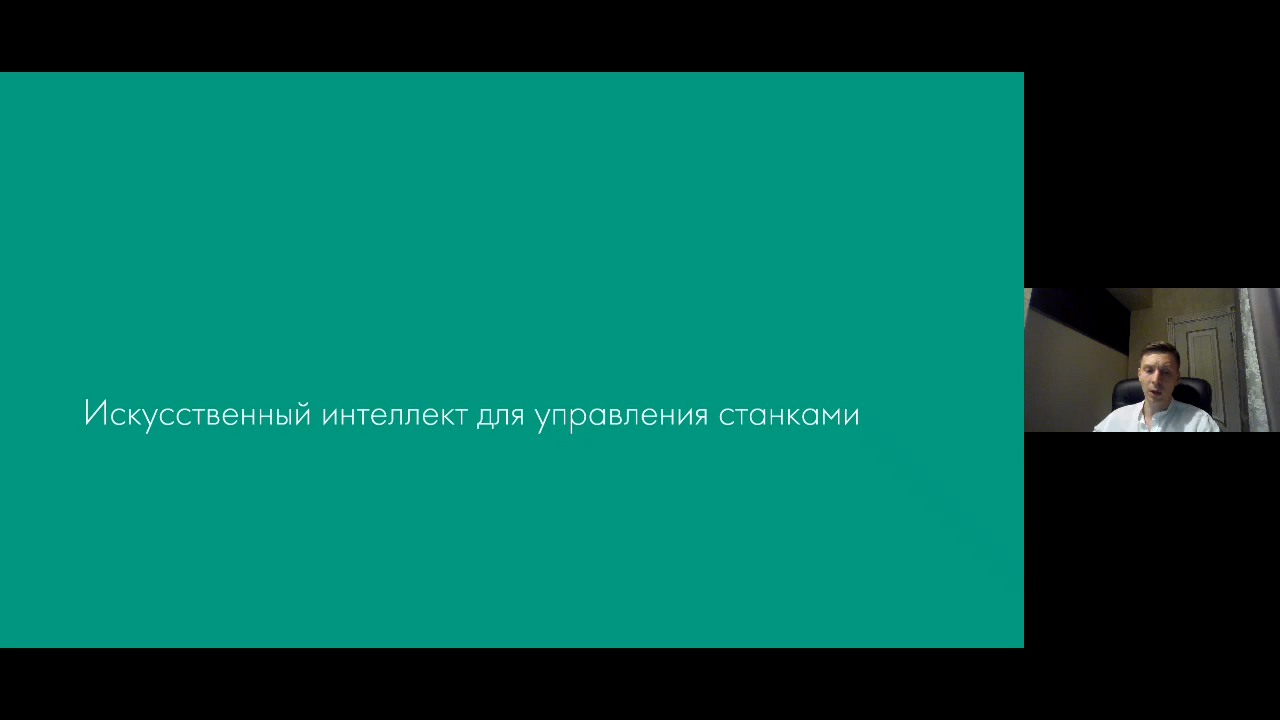 Искусственный интеллект для управления станками